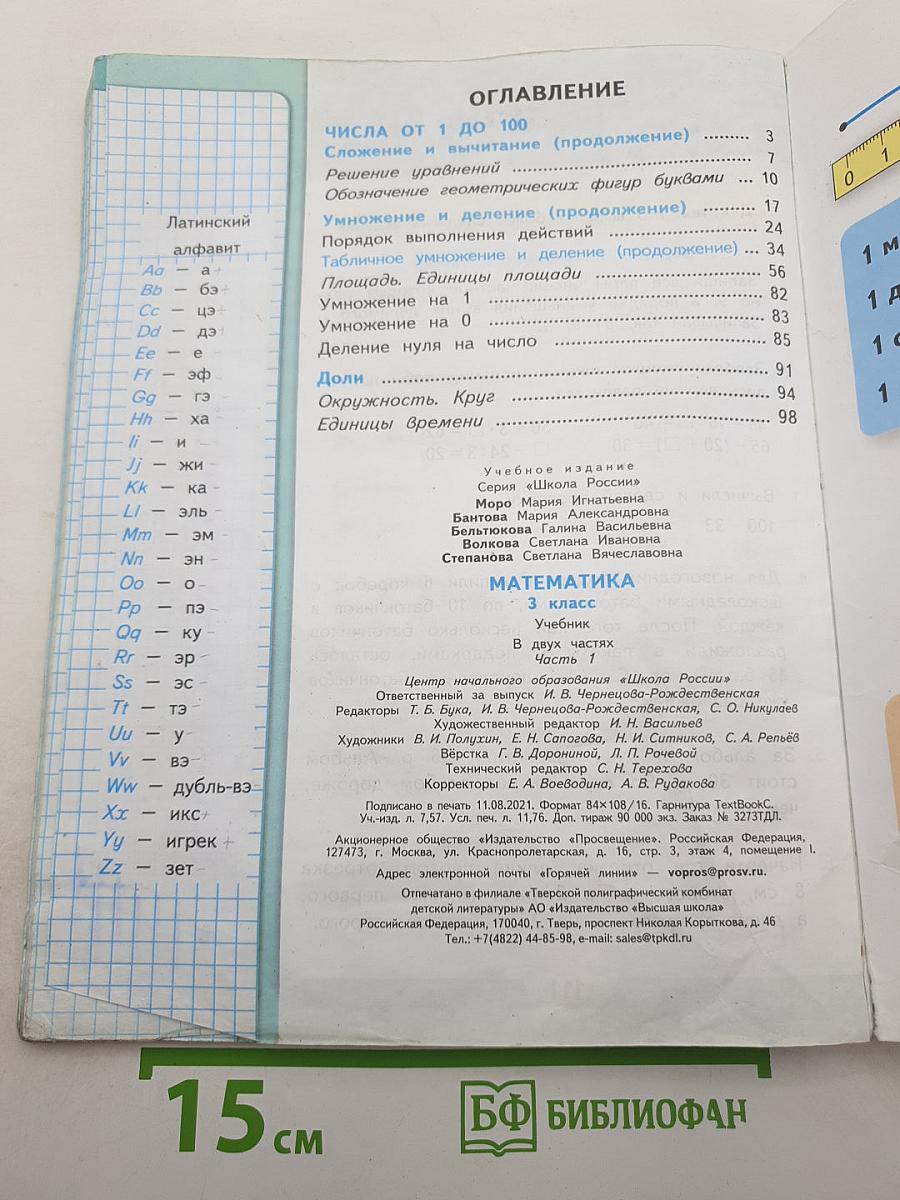 ОГЛАВЛЕНИЕ
ЧИСЛА ОТ 1 ДО 100
Сложение и вычитание (продолжение) ......... 3
Решение уравнений ................................................ 7
Обозначение геометрических фигур буквами ... 10
Умножение и деление (продолжение) ............ 17
Порядок выполнения действий ........................ 24
Табличное умножение и деление (продолжение) ... 34
Площадь. Единицы площади ........................... 56
Умножение на 1 ............................................... 82
Умножение на 0 ............................................... 83
Деление нуля на число ..................................... 85
Доли ................................................................ 91
Окружность. Круг .............................................. 94
Единицы времени ............................................. 98
Латинский
алфавит
Aa — а
Bb — бэ
Cc — цэ
Dd — дэ
Ee — е
Ff — эф
Gg — гэ
Hh — ха
Ii — и
Jj — жи
Kk — ка
Ll — эль
Mm — эм
Nn — эн
Oo — о
Pp — пэ
Qq — ку
Rr — эр
Ss — эс
Tt — тэ
Uu — у
Vv — вэ
Ww — дубль-вэ
Xx — икс
Yy — игрек
Zz — зет
Учебное издание
Серия «Школа России»
Моро Мария Игнатьевна
Бантова Мария Александровна
Бельтюкова Галина Васильевна
Волкова Светлана Ивановна
Степанова Светлана Вячеславовна
МАТЕМАТИКА
3 класс
Учебник
В двух частях
Часть 1
Центр начального образования «Школа России»
Ответственный за выпуск И. В. Чернецова-Рождественская
Редакторы Т. Б. Бука, И. В. Чернецова-Рождественская, С. О. Никулаев
Художественный редактор И. Н. Васильев
Художники В. И. Полухин, Е. Н. Сапогова, Н. И. Ситников, С. А. Репьёв
Вёрстка Г. В. Дорониной, Л. П. Рочевой
Технический редактор С. Н. Терехова
Корректоры Е. А. Воеводина, А. В. Рудакова
Подписано в печать 11.08.2021. Формат 84×108/16. Гарнитура TextBookC.
Уч.-изд. л. 7,57. Усл. печ. л. 11,76. Доп. тираж 90 000 экз. Заказ № 3273ТДЛ.
Акционерное общество «Издательство «Просвещение». Российская Федерация,
127473, г. Москва, ул. Краснопролетарская, д. 16, стр. 3, этаж 4, помещение I.
Адрес электронной почты «Горячей линии» — vopros@prosv.ru.
Отпечатано в филиале «Тверской полиграфический комбинат
детской литературы» АО «Издательство «Высшая школа»
Российская Федерация, 170040, г. Тверь, проспект Николая Корыткова, д. 46
Тел.: +7(4822) 44-85-98, e-mail: sales@tpkdl.ru
0 1
1 м
1 д
1 с
1
15 см
БФ БИБЛИОФАН